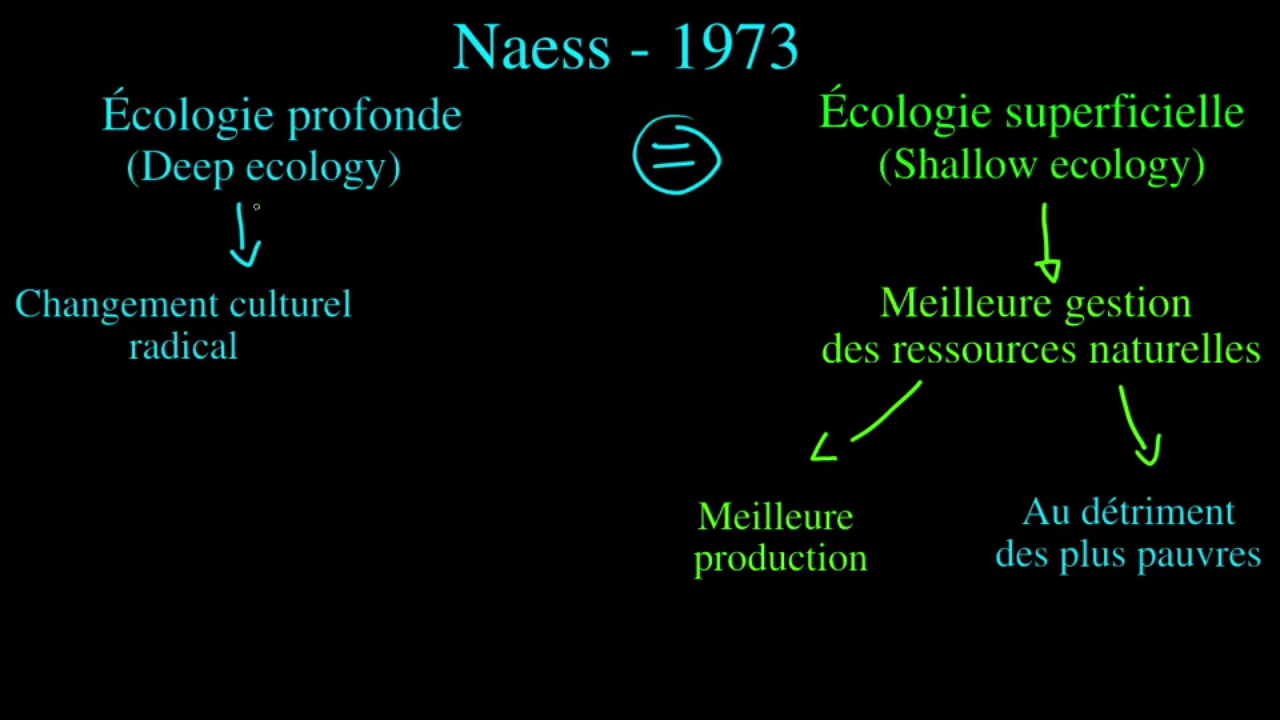 Naess - 1973
Écologie profonde
(Deep ecology)
=
Écologie superficielle
(Shallow ecology)
Changement culturel
radical
Meilleure gestion
des ressources naturelles
Meilleure
production
Au détriment
des plus pauvres